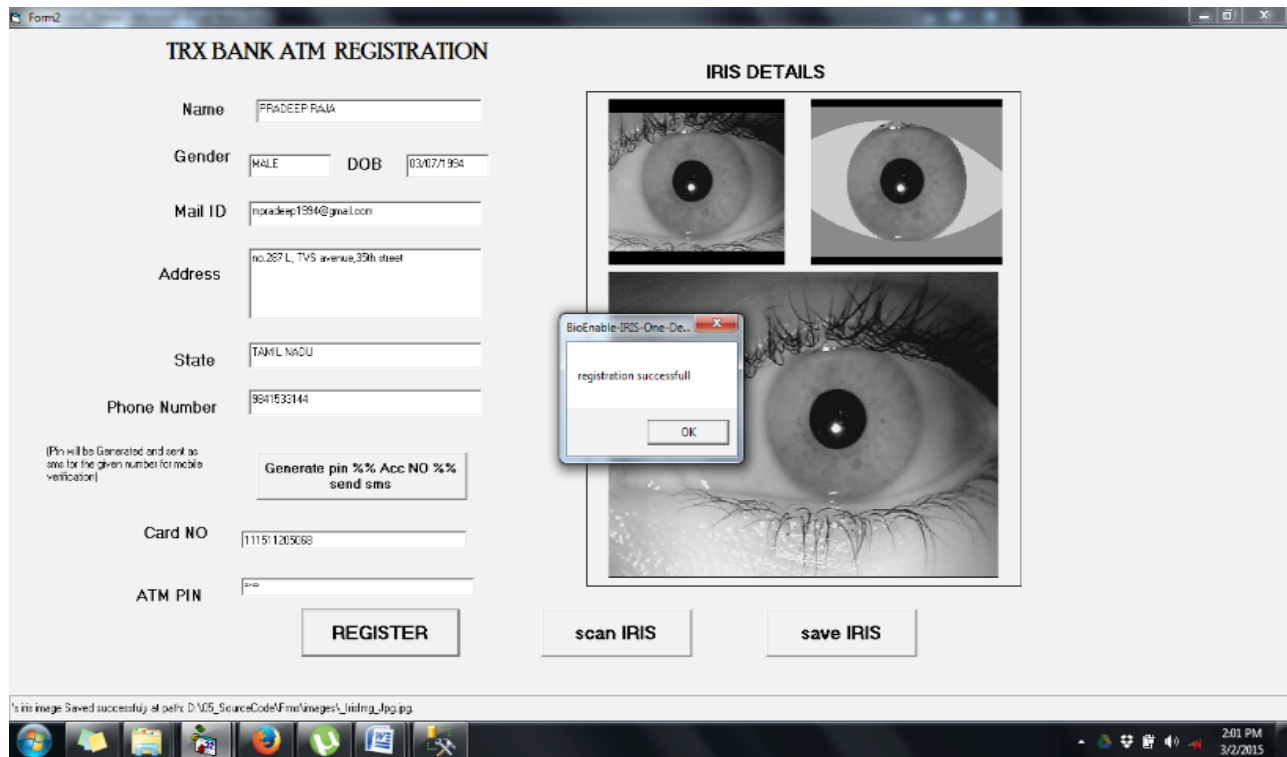 Form2
TRX BANK ATM REGISTRATION
Name
PRADEEP RAJA
Gender
MALE
DOB
03/07/1994
Mail ID
mpradeep1994@gmail.com
Address
no.287 L, TVS avenue,35th street
State
TAMIL NADU
Phone Number
9841533144
(Pin will be Generated and sent as
sms for the given number for mobile
verification)
Generate pin %% Acc NO %%
send sms
Card NO
111511205068
ATM PIN
REGISTER
IRIS DETAILS
BioEnable-IRIS-One-De...
registration successfull
OK
scan IRIS
save IRIS
's iris image Saved successfuly at path: D:\05_SourceCode\Frms\images\_IrisImg_Jpg.jpg.
2:01 PM
3/2/2015